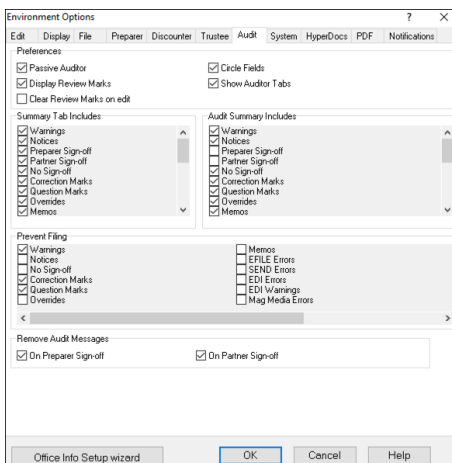 Environment Options ? ×
Edit Display File Preparer Discounter Trustee Audit System HyperDocs PDF Notifications
Preferences
Passive Auditor Circle Fields
Display Review Marks Show Auditor Tabs
Clear Review Marks on edit
Summary Tab Includes
Warnings
Notices
Preparer Sign-off
Partner Sign-off
No Sign-off
Correction Marks
Question Marks
Overrides
Memos
Audit Summary Includes
Warnings
Notices
Preparer Sign-off
Partner Sign-off
No Sign-off
Correction Marks
Question Marks
Overrides
Memos
Prevent Filing
Warnings
Notices
No Sign-off
Correction Marks
Question Marks
Overrides
Memos
EFILE Errors
SEND Errors
EDI Errors
EDI Warnings
Mag Media Errors
Remove Audit Messages
On Preparer Sign-off On Partner Sign-off
Office Info Setup wizard OK Cancel Help